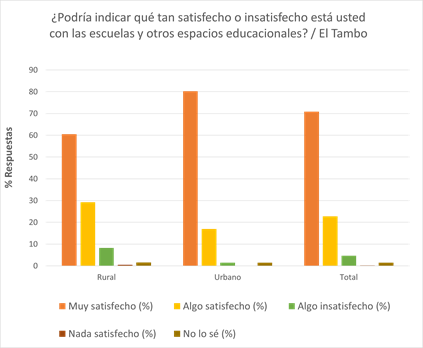 ¿Podría indicar qué tan satisfecho o insatisfecho está usted
con las escuelas y otros espacios educacionales? / El Tambo
% Respuestas
90
80
70
60
50
40
30
20
10
0
Rural
Urbano
Total
Muy satisfecho (%)
Algo satisfecho (%)
Algo insatisfecho (%)
Nada satisfecho (%)
No lo sé (%)